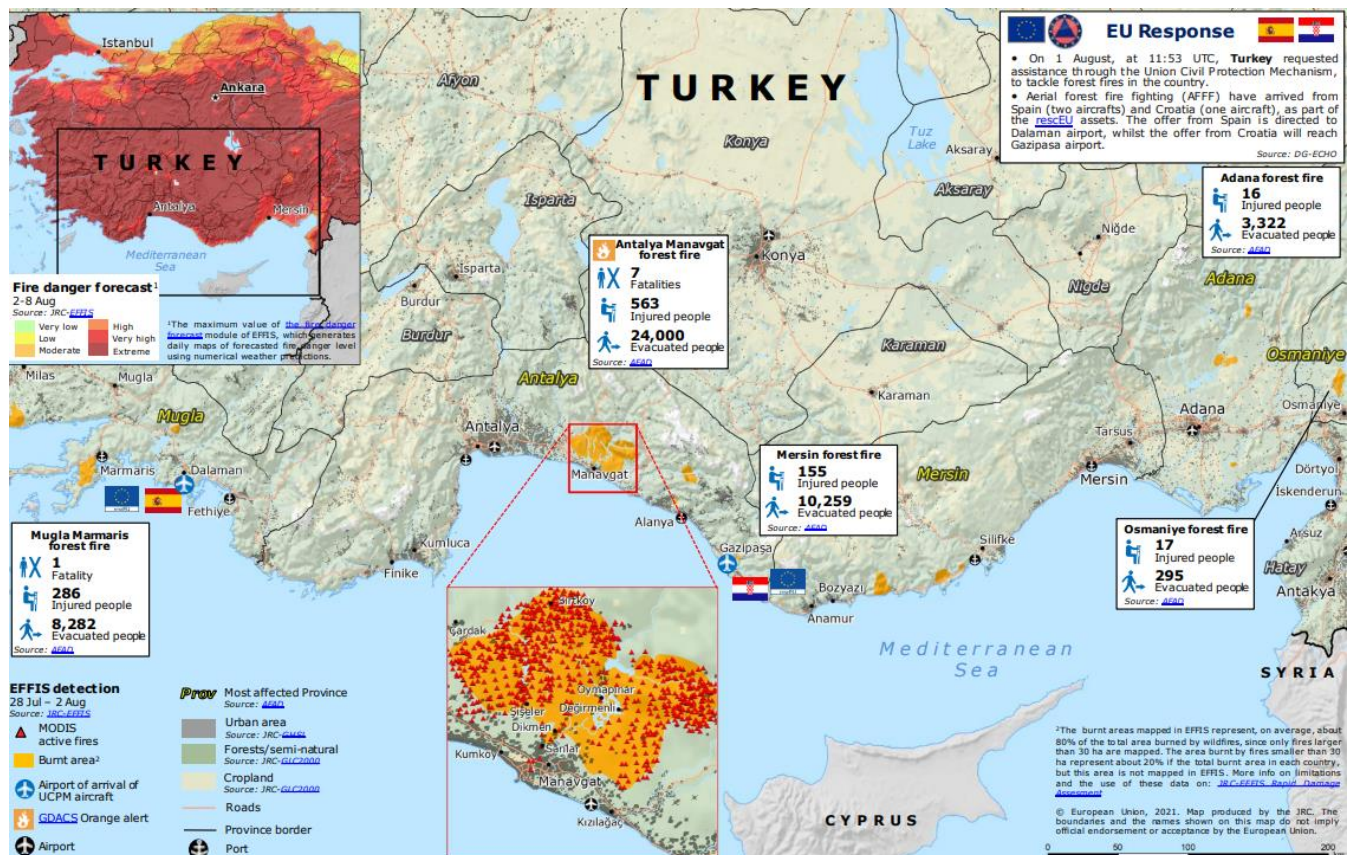 Istanbul
Ankara
TURKEY
Antalya
Mersin
Mediterranean
Sea
Fire danger forecast¹
2-8 Aug
Source: JRC-EFFIS
Very low
Low
Moderate
High
Very high
Extreme
¹The maximum value of the fire danger
forecast module of EFFIS, which generates
daily maps of forecasted fire danger level
using numerical weather predictions.
TURKEY
EU Response
• On 1 August, at 11:53 UTC, Turkey requested
assistance through the Union Civil Protection Mechanism,
to tackle forest fires in the country.
• Aerial forest fire fighting (AFFF) have arrived from
Spain (two aircrafts) and Croatia (one aircraft), as part of
the rescEU assets. The offer from Spain is directed to
Dalaman airport, whilst the offer from Croatia will reach
Gazipasa airport.
Source: DG-ECHO
Afyon
Konya
Tuz
Lake
Aksaray
Aksaray
Isparta
Isparta
Burdur
Burdur
Konya
Niğde
Nigde
Karaman
Karaman
Adana forest fire
16
Injured people
3,322
Evacuated people
Source: AFAD
Antalya Manavgat
forest fire
7
Fatalities
563
Injured people
24,000
Evacuated people
Source: AFAD
Adana
Osmaniye
Osmaniye
Adana
Tarsus
Mersin
Mersin
Dörtyol
İskenderun
Arsuz
Hatay
Antakya
Milas
Mugla
Mugla
Marmaris
Dalaman
Fethiye
Antalya
Antalya
Manavgat
Alanya
Kumluca
Finike
Gazipaşa
Bozyazı
Anamur
Silifke
Mersin forest fire
155
Injured people
10,259
Evacuated people
Source: AFAD
Osmaniye forest fire
17
Injured people
295
Evacuated people
Source: AFAD
Mugla Marmaris
forest fire
1
Fatality
286
Injured people
8,282
Evacuated people
Source: AFAD
Sırtköy
Çardak
Oymapınar
Değirmenli
Şişeler
Dikmen
Sarılar
Kumköy
Manavgat
Kızılağaç
Mediterranean
Sea
SYRIA
CYPRUS
EFFIS detection
28 Jul – 2 Aug
Source: JRC-EFFIS
MODIS
active fires
Burnt area²
Airport of arrival of
UCPM aircraft
GDACS Orange alert
Airport
Prov Most affected Province
Source: AFAD
Urban area
Source: JRC-GHSL
Forests/semi-natural
Source: JRC-GLC2000
Cropland
Source: JRC-GLC2000
Roads
Province border
Port
²The burnt areas mapped in EFFIS represent, on average, about
80% of the total area burned by wildfires, since only fires larger
than 30 ha are mapped. The area burnt by fires smaller than 30
ha represent about 20% if the total burnt area in each country,
but this area is not mapped in EFFIS. More info on limitations
and the use of these data on: JRC-EFFIS Rapid Damage
Assesment
© European Union, 2021. Map produced by the JRC. The
boundaries and the names shown on this map do not imply
official endorsement or acceptance by the European Union.
0 50 100 200